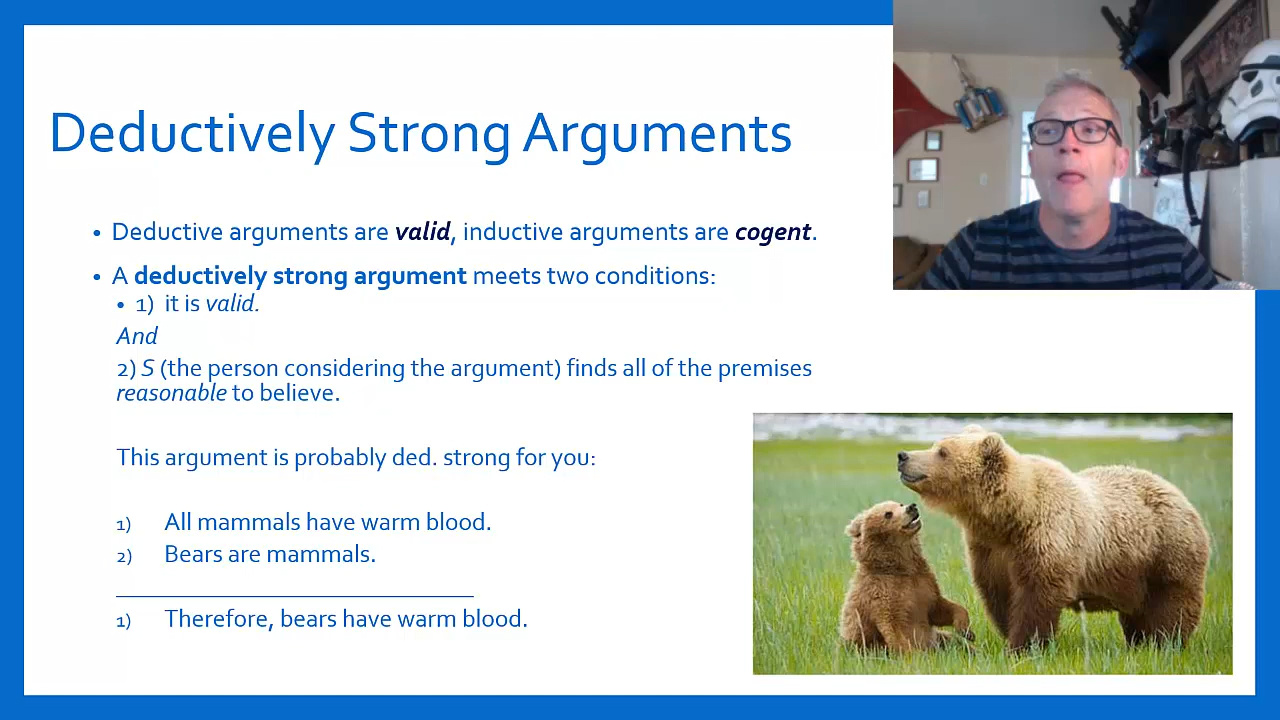 Deductively Strong Arguments
• Deductive arguments are valid, inductive arguments are cogent.
• A deductively strong argument meets two conditions:
• 1) it is valid.
And
2) S (the person considering the argument) finds all of the premises
reasonable to believe.
This argument is probably ded. strong for you:
1) All mammals have warm blood.
2) Bears are mammals.
1) Therefore, bears have warm blood.